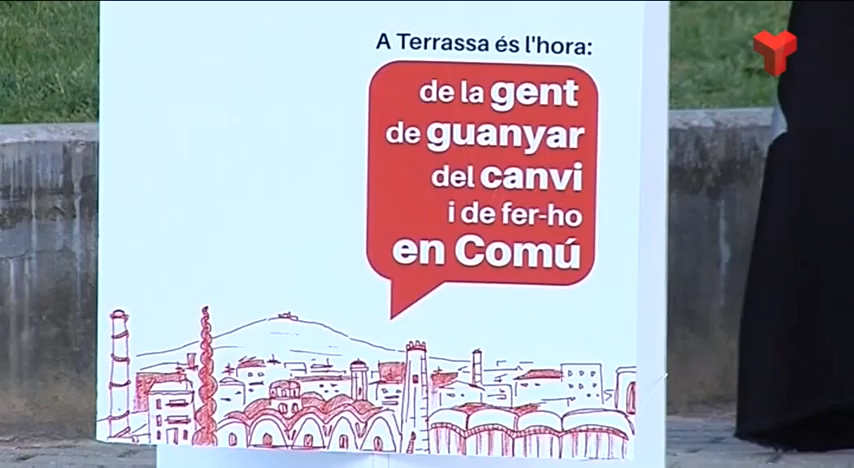 A Terrassa és l'hora:
de la gent
de guanyar
del canvi
i de fer-ho
en Comú